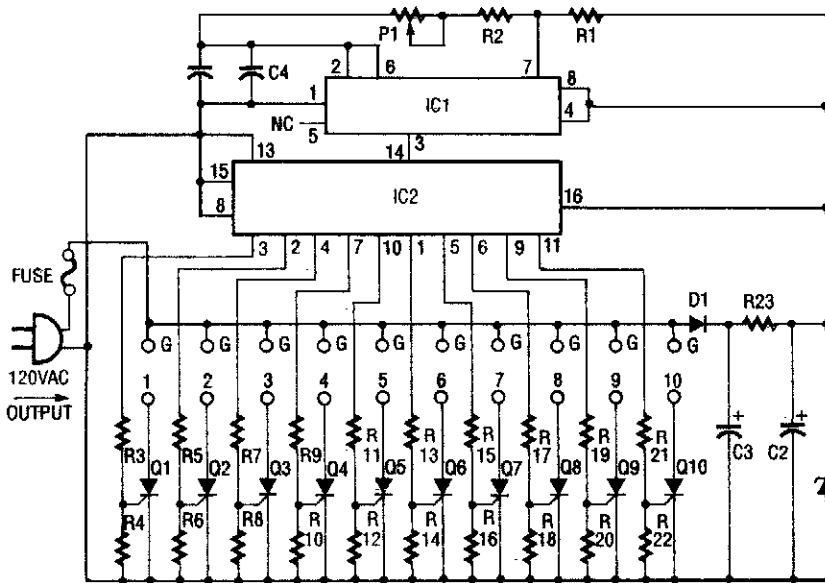 P1
R2
R1
C4
2
6
7
8
1
IC1
4
NC
5
3
13
14
15
IC2
16
8
3
2
4
7
10
1
5
6
9
11
FUSE
D1
R23
G
G
G
G
G
G
G
G
G
G
120VAC
OUTPUT
1
2
3
4
5
6
7
8
9
10
+
+
R3
R5
R7
R9
R
11
R
13
R
15
R
17
R
19
R
21
C3
C2
Q1
Q2
Q3
Q4
Q5
Q6
Q7
Q8
Q9
Q10
R4
R6
R8
R
10
R
12
R
14
R
16
R
18
R
20
R
22